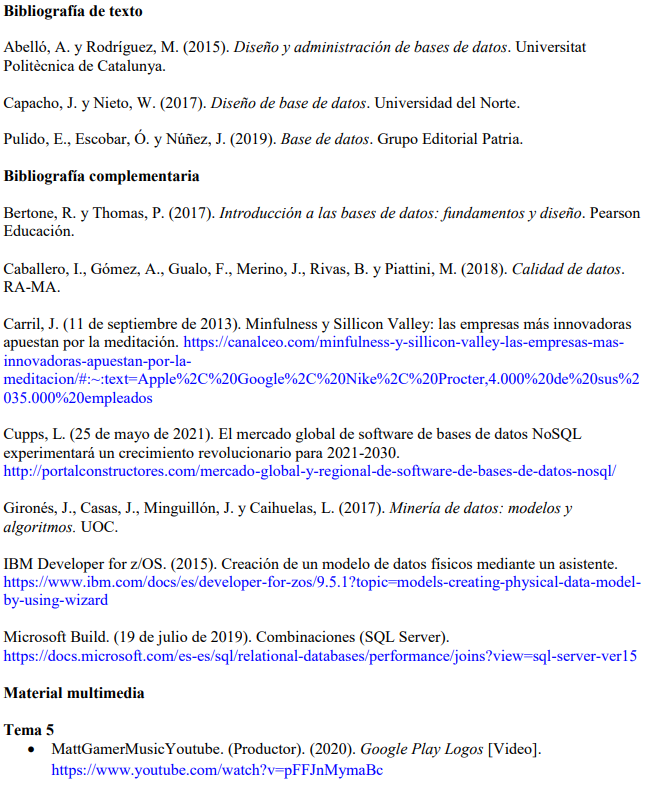 Bibliografía de texto
Abelló, A. y Rodríguez, M. (2015). Diseño y administración de bases de datos. Universitat
Politècnica de Catalunya.
Capacho, J. y Nieto, W. (2017). Diseño de base de datos. Universidad del Norte.
Pulido, E., Escobar, Ó. y Núñez, J. (2019). Base de datos. Grupo Editorial Patria.
Bibliografía complementaria
Bertone, R. y Thomas, P. (2017). Introducción a las bases de datos: fundamentos y diseño. Pearson
Educación.
Caballero, I., Gómez, A., Gualo, F., Merino, J., Rivas, B. y Piattini, M. (2018). Calidad de datos.
RA-MA.
Carril, J. (11 de septiembre de 2013). Minfulness y Sillicon Valley: las empresas más innovadoras
apuestan por la meditación. https://canalceo.com/minfulness-y-sillicon-valley-las-empresas-mas-
innovadoras-apuestan-por-la-
meditacion/#:~:text=Apple%2C%20Google%2C%20Nike%2C%20Procter,4.000%20de%20sus%2
035.000%20empleados
Cupps, L. (25 de mayo de 2021). El mercado global de software de bases de datos NoSQL
experimentará un crecimiento revolucionario para 2021-2030.
http://portalconstructores.com/mercado-global-y-regional-de-software-de-bases-de-datos-nosql/
Gironés, J., Casas, J., Minguillón, J. y Caihuelas, L. (2017). Minería de datos: modelos y
algoritmos. UOC.
IBM Developer for z/OS. (2015). Creación de un modelo de datos físicos mediante un asistente.
https://www.ibm.com/docs/es/developer-for-zos/9.5.1?topic=models-creating-physical-data-model-
by-using-wizard
Microsoft Build. (19 de julio de 2019). Combinaciones (SQL Server).
https://docs.microsoft.com/es-es/sql/relational-databases/performance/joins?view=sql-server-ver15
Material multimedia
Tema 5
• MattGamerMusicYoutube. (Productor). (2020). Google Play Logos [Video].
https://www.youtube.com/watch?v=pFFJnMymaBc